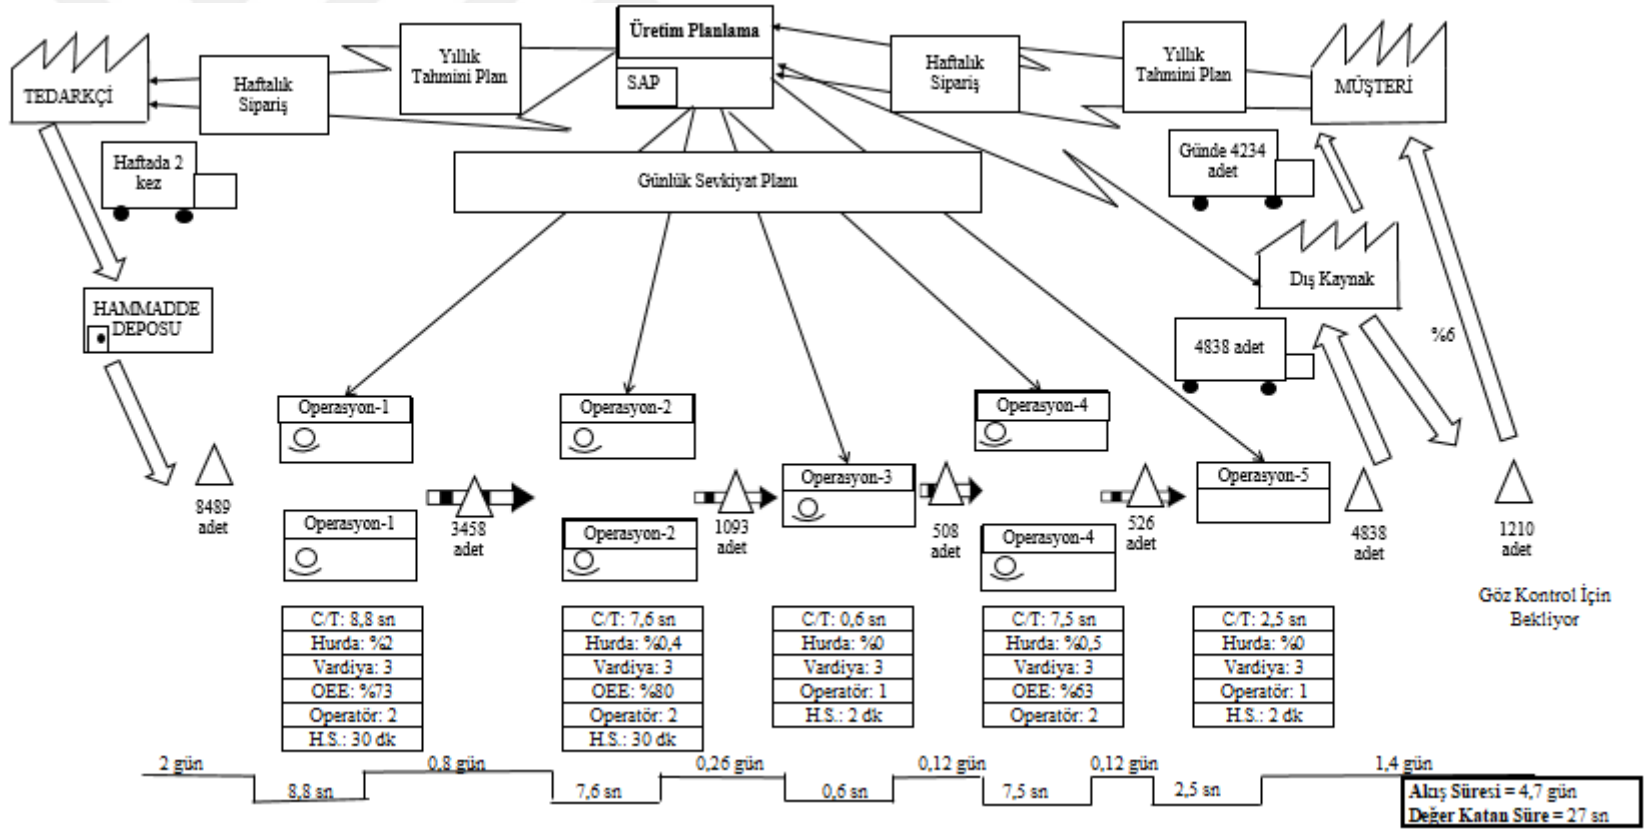 TEDARKÇİ
Haftalık
Sipariş
Yıllık
Tahmini Plan
Üretim Planlama
SAP
Haftalık
Sipariş
Yıllık
Tahmini Plan
MÜŞTERİ
Haftada 2
kez
Günlük Sevkiyat Planı
Günde 4234
adet
HAMMADDE
DEPOSU
Dış Kaynak
4838 adet
%6
Operasyon-1
Operasyon-2
Operasyon-3
Operasyon-4
Operasyon-5
Operasyon-1
Operasyon-2
Operasyon-4
8489
adet
3458
adet
1093
adet
508
adet
526
adet
4838
adet
1210
adet
Göz Kontrol İçin
Bekliyor
C/T: 8,8 sn
Hurda: %2
Vardiya: 3
OEE: %73
Operatör: 2
H.S.: 30 dk
C/T: 7,6 sn
Hurda: %0,4
Vardiya: 3
OEE: %80
Operatör: 2
H.S.: 30 dk
C/T: 0,6 sn
Hurda: %0
Vardiya: 3
Operatör: 1
H.S.: 2 dk
C/T: 7,5 sn
Hurda: %0,5
Vardiya: 3
OEE: %63
Operatör: 2
C/T: 2,5 sn
Hurda: %0
Vardiya: 3
Operatör: 1
H.S.: 2 dk
2 gün
8,8 sn
0,8 gün
7,6 sn
0,26 gün
0,6 sn
0,12 gün
7,5 sn
0,12 gün
2,5 sn
1,4 gün
Akış Süresi = 4,7 gün
Değer Katan Süre = 27 sn